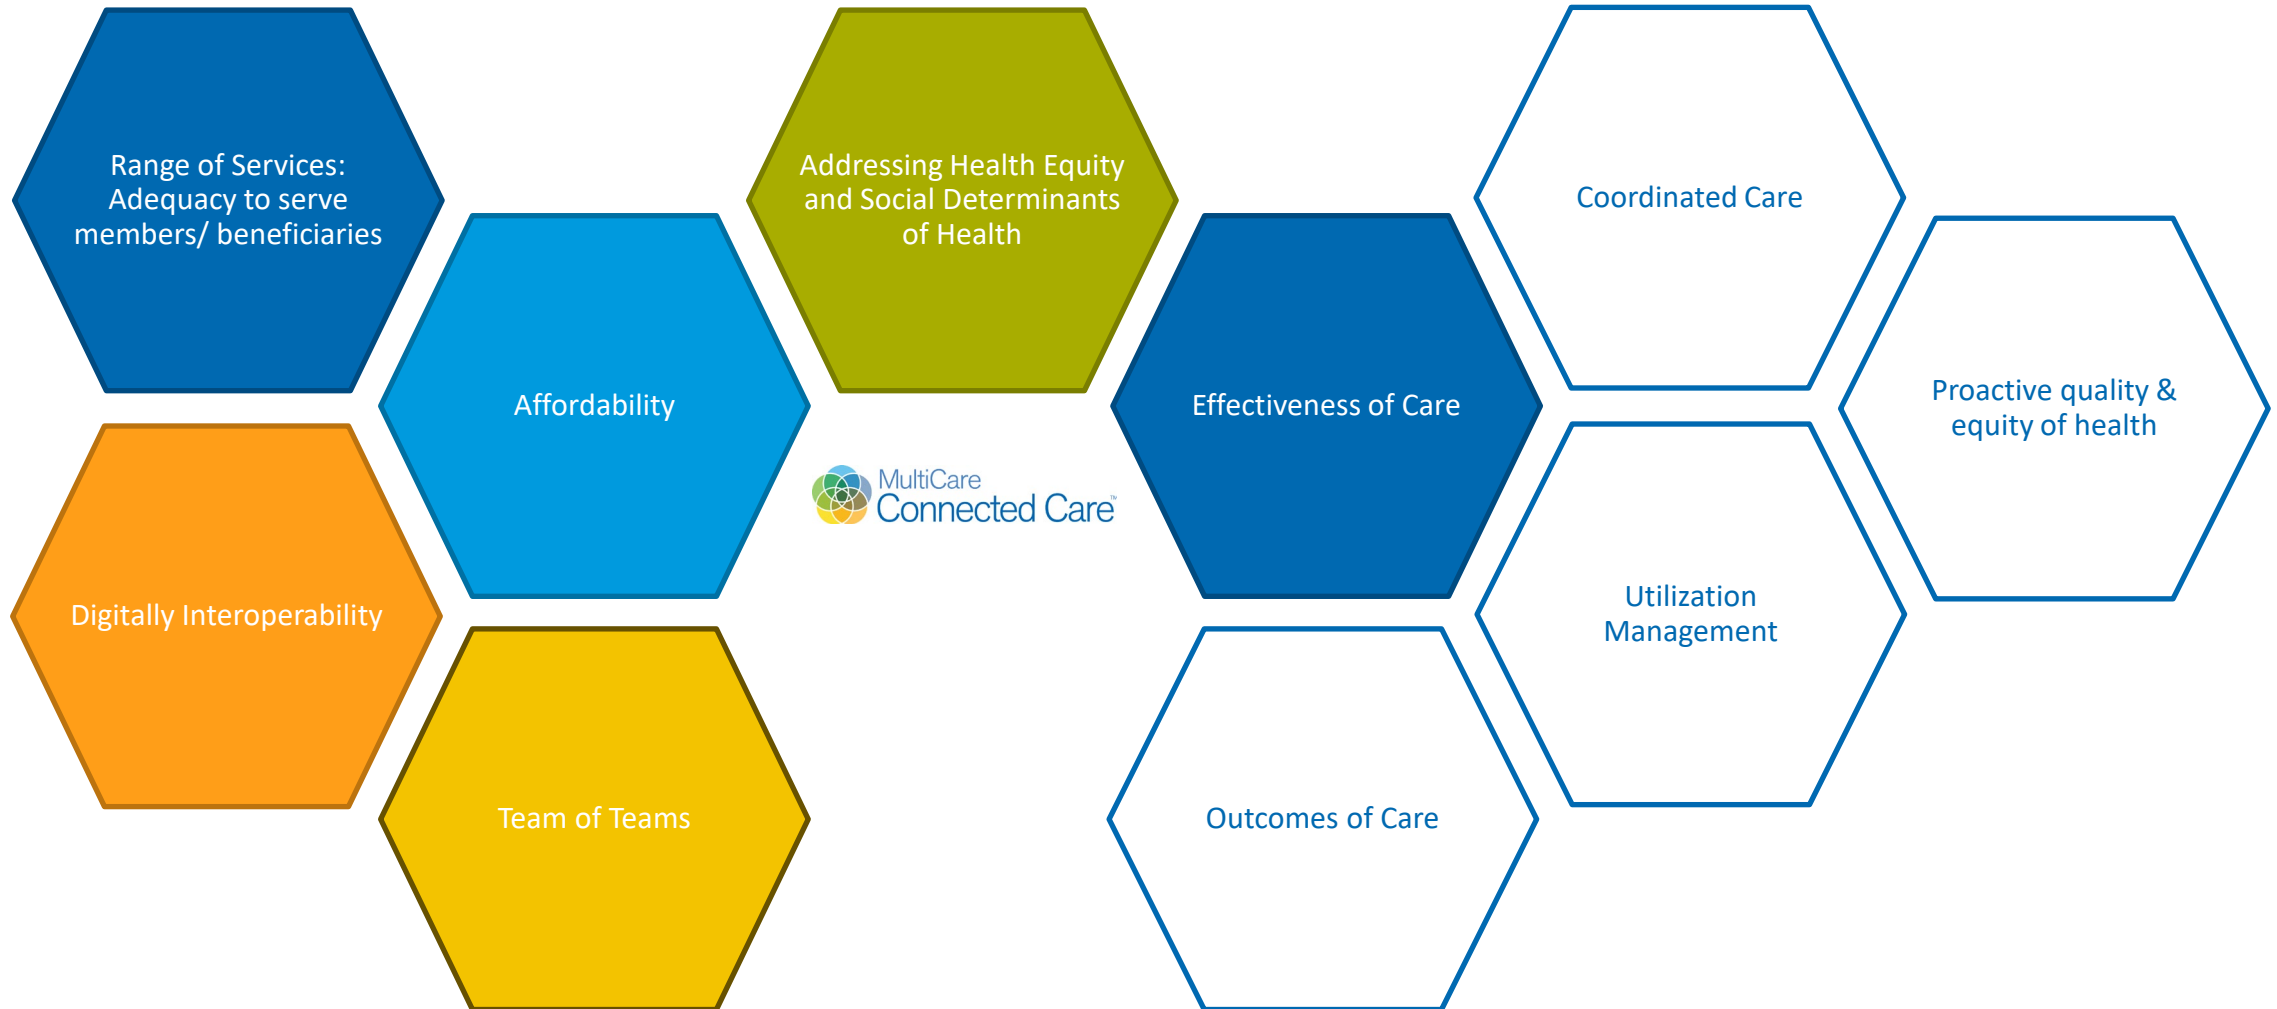 Range of Services:
Adequacy to serve
members/ beneficiaries
Addressing Health Equity
and Social Determinants
of Health
Coordinated Care
Affordability
Effectiveness of Care
Proactive quality &
equity of health
MultiCare
Connected Care™
Digitally Interoperability
Utilization
Management
Team of Teams
Outcomes of Care